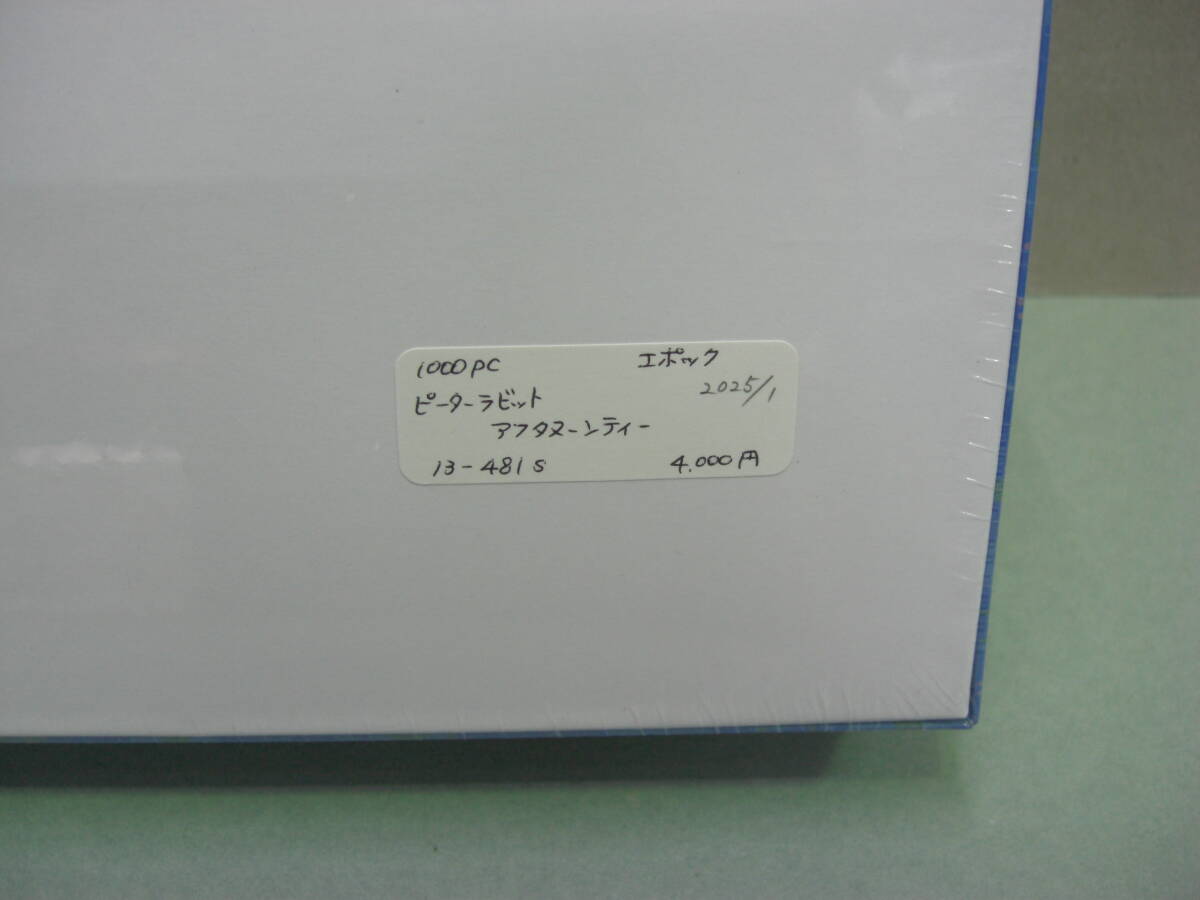 1000PC エポック
2025/1
ピーターラビット
アフタヌーンティー
13-481S 4.000円